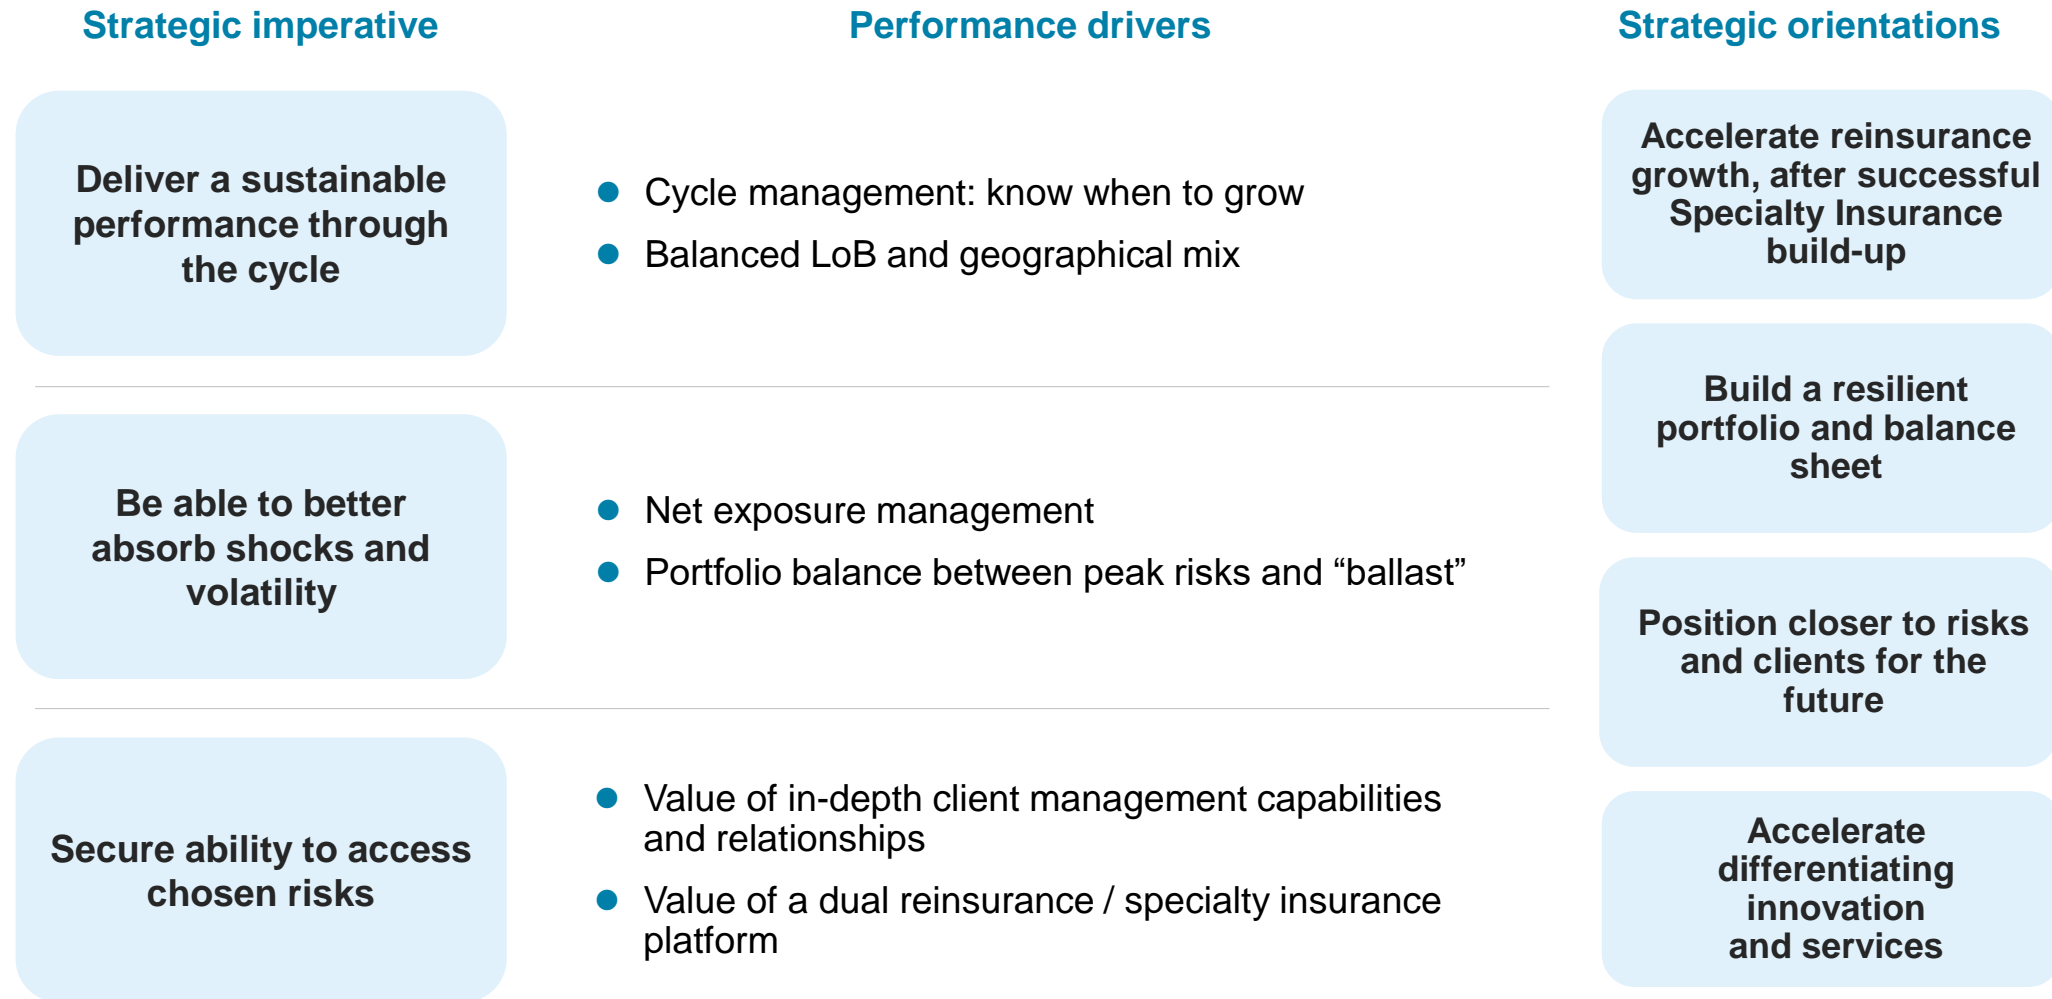 Strategic imperative
Performance drivers
Strategic orientations
Deliver a sustainable
performance through
the cycle
Cycle management: know when to grow
Balanced LoB and geographical mix
Be able to better
absorb shocks and
volatility
Net exposure management
Portfolio balance between peak risks and “ballast”
Secure ability to access
chosen risks
Value of in-depth client management capabilities
and relationships
Value of a dual reinsurance / specialty insurance
platform
Accelerate reinsurance
growth, after successful
Specialty Insurance
build-up
Build a resilient
portfolio and balance
sheet
Position closer to risks
and clients for the
future
Accelerate
differentiating
innovation
and services